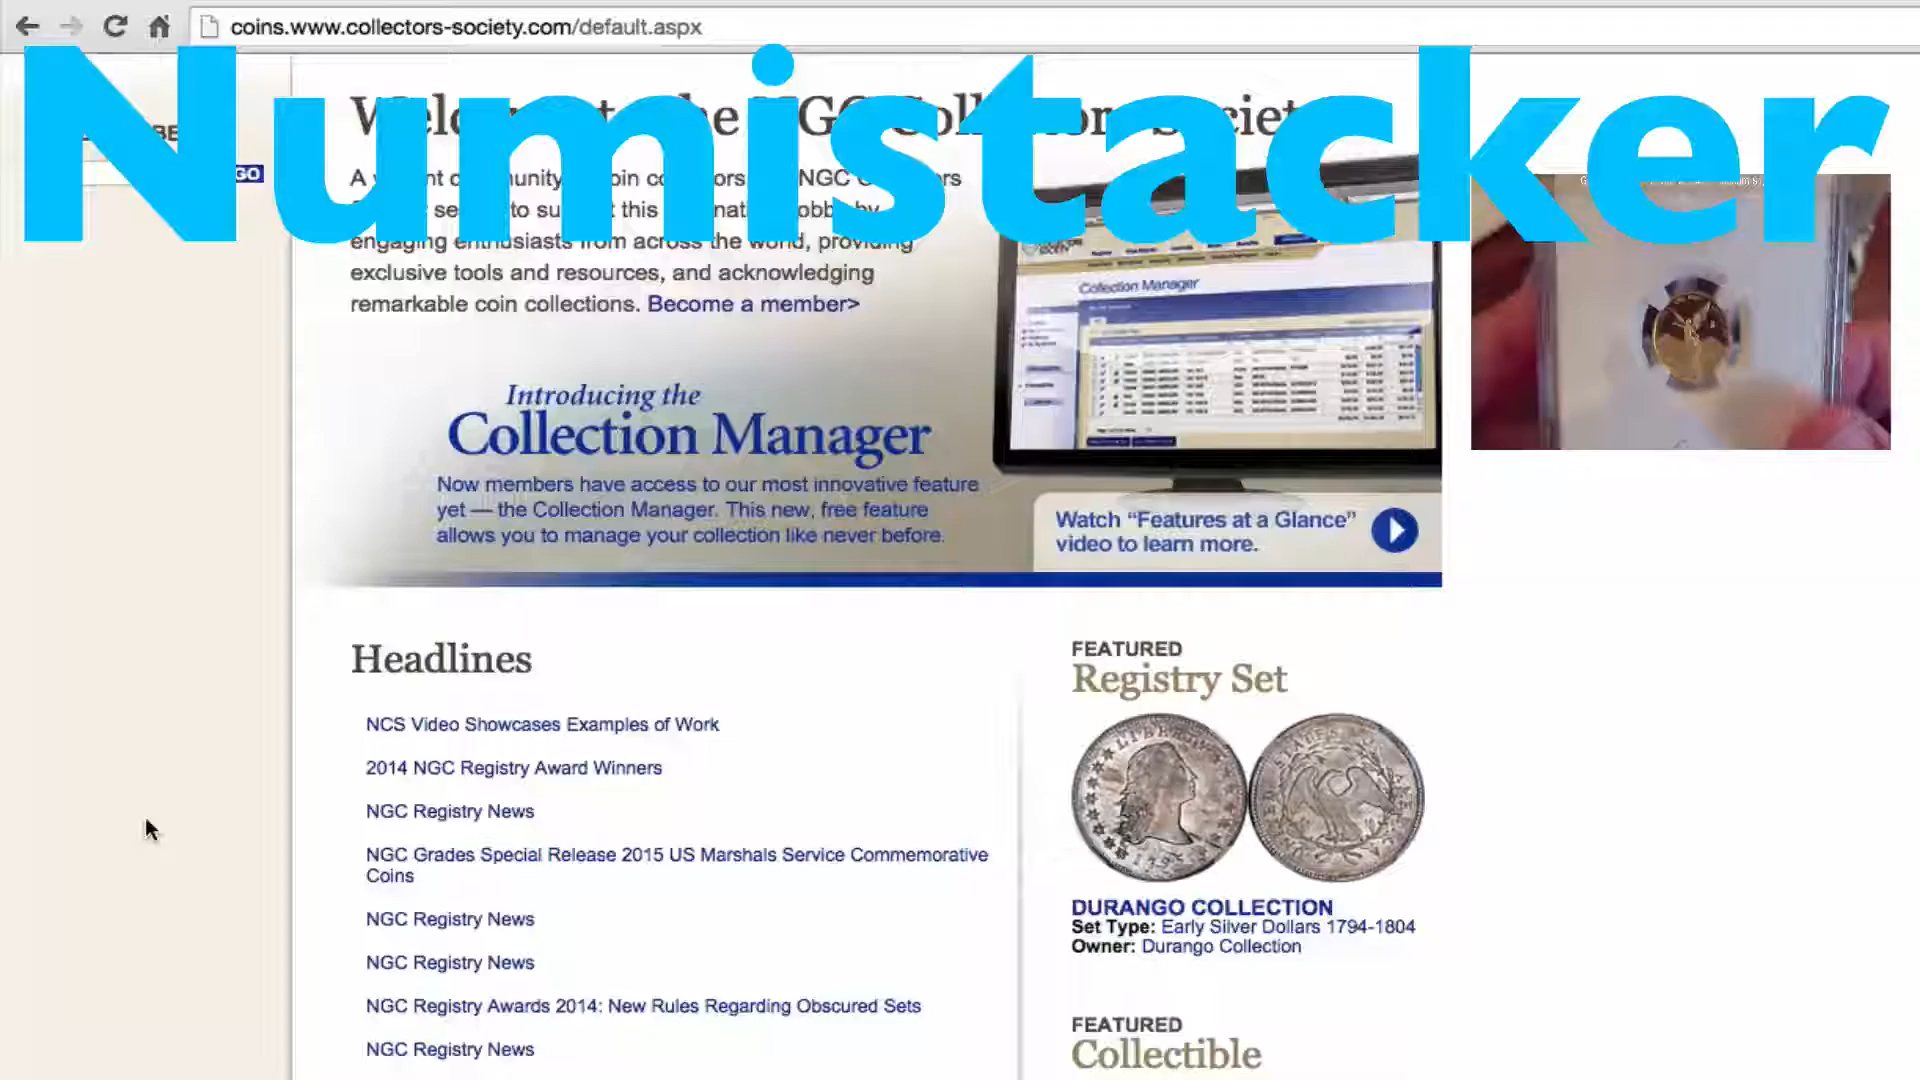 coins.www.collectors-society.com/default.aspx
Numistacker
GO
engaging enthusiasts from across the world, providing
exclusive tools and resources, and acknowledging
remarkable coin collections. Become a member>
Collection Manager
Introducing the
Collection Manager
Now members have access to our most innovative feature
yet — the Collection Manager. This new, free feature
allows you to manage your collection like never before.
Watch “Features at a Glance”
video to learn more.
Headlines
NCS Video Showcases Examples of Work
2014 NGC Registry Award Winners
NGC Registry News
NGC Grades Special Release 2015 US Marshals Service Commemorative
Coins
NGC Registry News
NGC Registry News
NGC Registry Awards 2014: New Rules Regarding Obscured Sets
NGC Registry News
FEATURED
Registry Set
DURANGO COLLECTION
Set Type: Early Silver Dollars 1794-1804
Owner: Durango Collection
FEATURED
Collectible